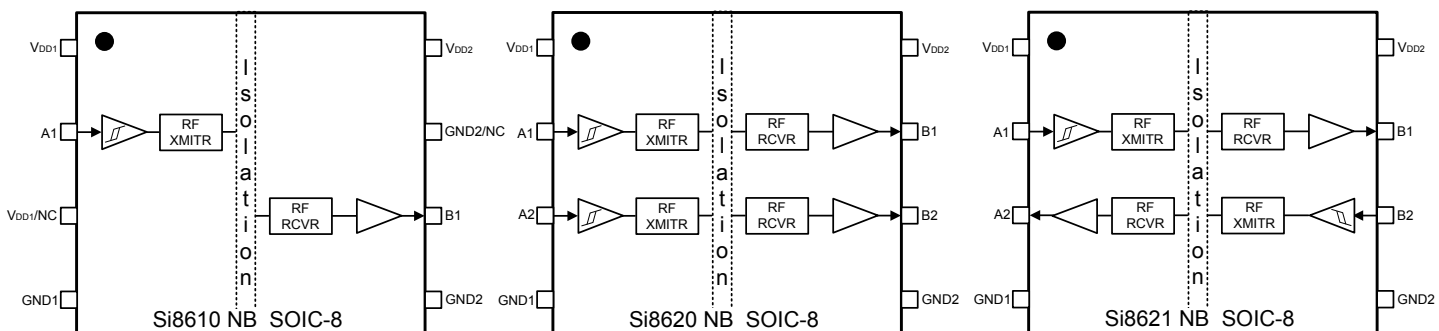 VDD1
Isolation
VDD2
A1
RF
XMITR
GND2/NC
VDD1/NC
RF
RCVR
B1
GND1
GND2
Si8610 NB SOIC-8
VDD1
Isolation
VDD2
A1
RF
XMITR
RF
RCVR
B1
A2
RF
XMITR
RF
RCVR
B2
GND1
GND2
Si8620 NB SOIC-8
VDD1
Isolation
VDD2
A1
RF
XMITR
RF
RCVR
B1
A2
RF
RCVR
RF
XMITR
B2
GND1
GND2
Si8621 NB SOIC-8